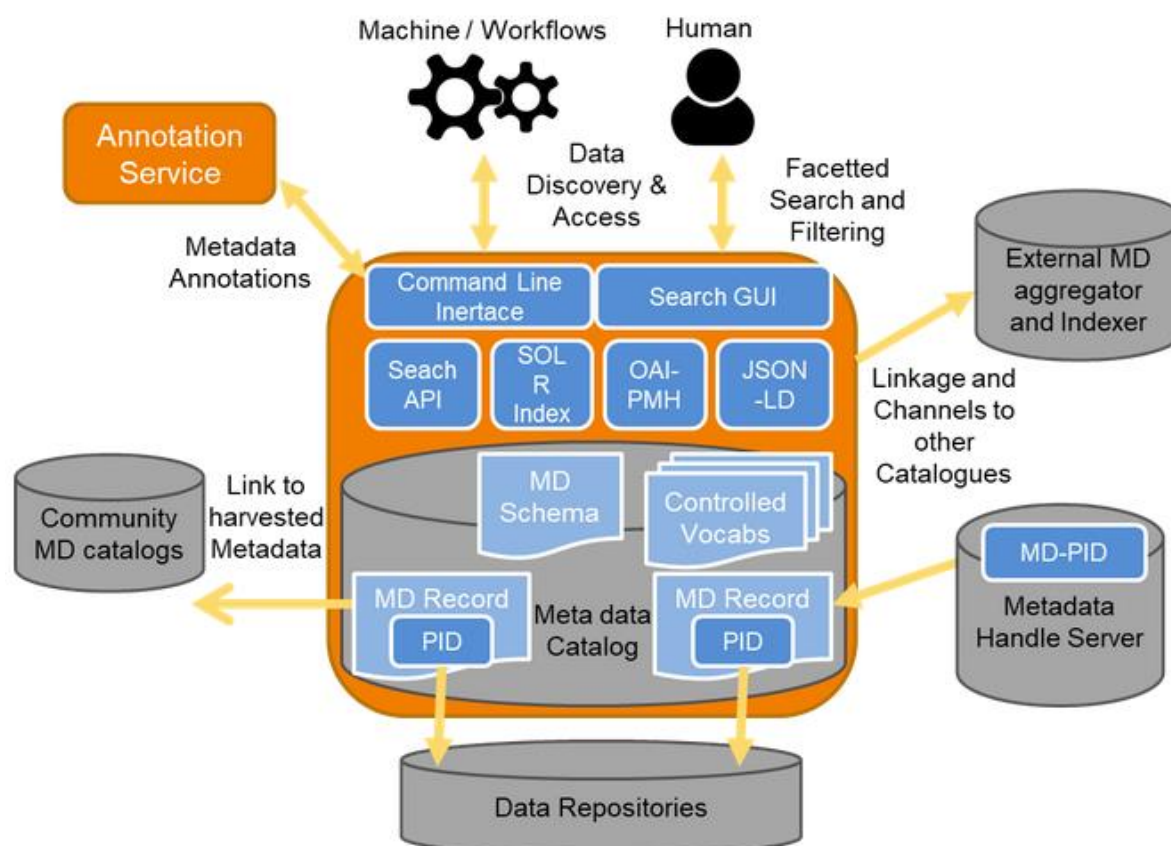 Machine / Workflows
Human
Annotation
Service
Data
Discovery &
Access
Facetted
Search and
Filtering
Metadata
Annotations
External MD
aggregator
and Indexer
Command Line
Inertace
Search GUI
Seach
API
SOL
R
Index
OAI-
PMH
JSON
-LD
Linkage and
Channels to
other
Catalogues
MD
Schema
Controlled
Vocabs
Link to
harvested
Metadata
Community
MD catalogs
MD-PID
Metadata
Handle Server
MD Record
PID
Meta data
Catalog
MD Record
PID
Data Repositories